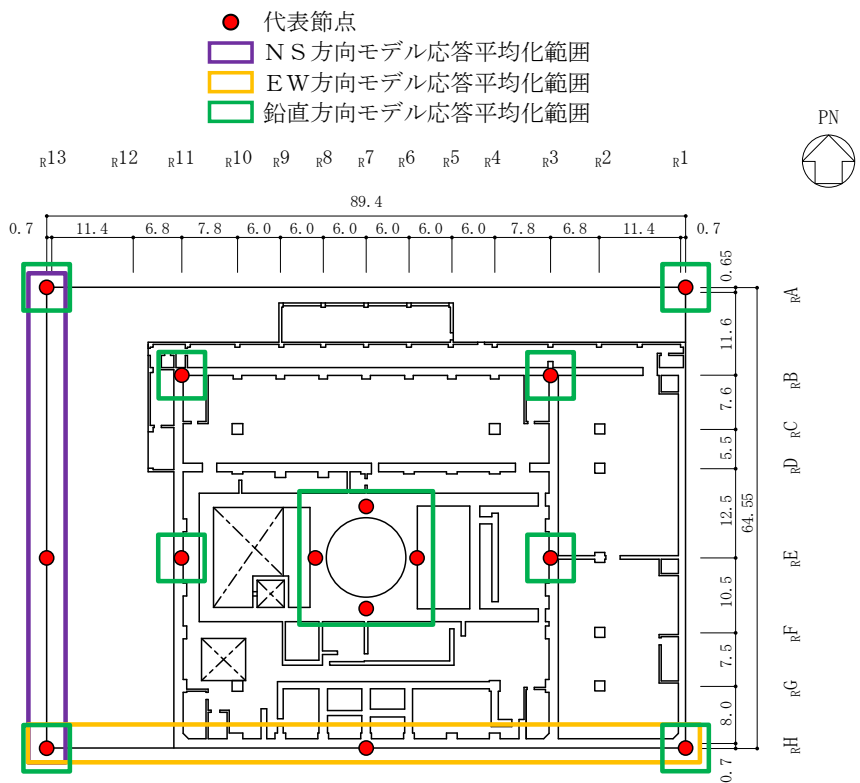 代表節点
ＮＳ方向モデル応答平均化範囲
ＥＷ方向モデル応答平均化範囲
鉛直方向モデル応答平均化範囲
PN
R13 R12 R11 R10 R9 R8 R7 R6 R5 R4 R3 R2 R1
89.4
0.7 11.4 6.8 7.8 6.0 6.0 6.0 6.0 6.0 6.0 7.8 6.8 11.4 0.7
0.65
RA
11.6
RB
7.6
RC
5.5
RD
12.5
64.55
RE
10.5
RF
7.5
RG
8.0
RH
0.7